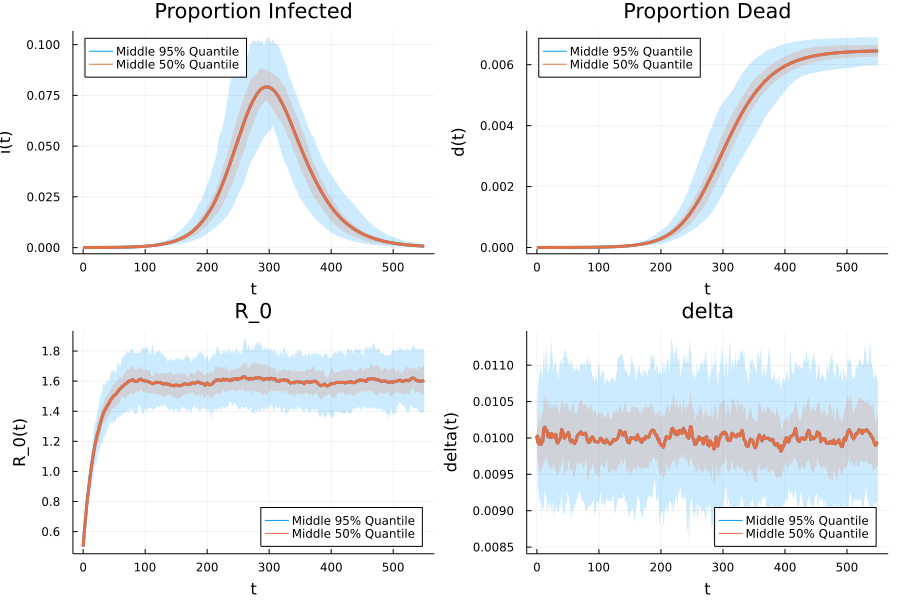 Proportion Infected
i(t)
0.100
0.075
0.050
0.025
0.000
Middle 95% Quantile
Middle 50% Quantile
0 100 200 300 400 500
t
Proportion Dead
d(t)
0.006
0.004
0.002
0.000
Middle 95% Quantile
Middle 50% Quantile
0 100 200 300 400 500
t
R_0
R_0(t)
1.8
1.6
1.4
1.2
1.0
0.8
0.6
Middle 95% Quantile
Middle 50% Quantile
0 100 200 300 400 500
t
delta
delta(t)
0.0110
0.0105
0.0100
0.0095
0.0090
0.0085
Middle 95% Quantile
Middle 50% Quantile
0 100 200 300 400 500
t